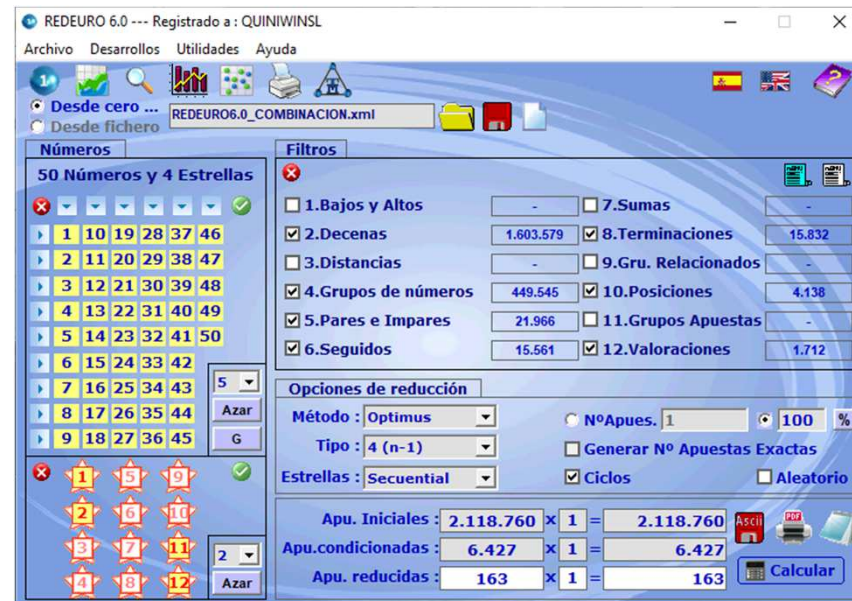 REDEURO 6.0 --- Registrado a : QUINIWINSL
Archivo Desarrollos Utilidades Ayuda
Desde cero ...
Desde fichero
REDEURO6.0_COMBINACION.xml
Números
50 Números y 4 Estrellas
1 10 19 28 37 46
2 11 20 29 38 47
3 12 21 30 39 48
4 13 22 31 40 49
5 14 23 32 41 50
6 15 24 33 42
7 16 25 34 43
8 17 26 35 44
9 18 27 36 45
5
Azar
G
1 5 9
2 6 10
3 7 11
4 8 12
2
Azar
Filtros
1.Bajos y Altos - 7.Sumas -
2.Decenas 1.603.579 8.Terminaciones 15.832
3.Distancias - 9.Gru. Relacionados -
4.Grupos de números 449.545 10.Posiciones 4.138
5.Pares e Impares 21.966 11.Grupos Apuestas -
6.Seguidos 15.561 12.Valoraciones 1.712
Opciones de reducción
Método : Optimus NºApues. 1 100 %
Tipo : 4 (n-1) Generar Nº Apuestas Exactas
Estrellas : Secuential Ciclos Aleatorio
Apu. Iniciales : 2.118.760 x 1 = 2.118.760
Apu.condicionadas : 6.427 x 1 = 6.427
Apu. reducidas : 163 x 1 = 163
Ascii
PDF
Calcular